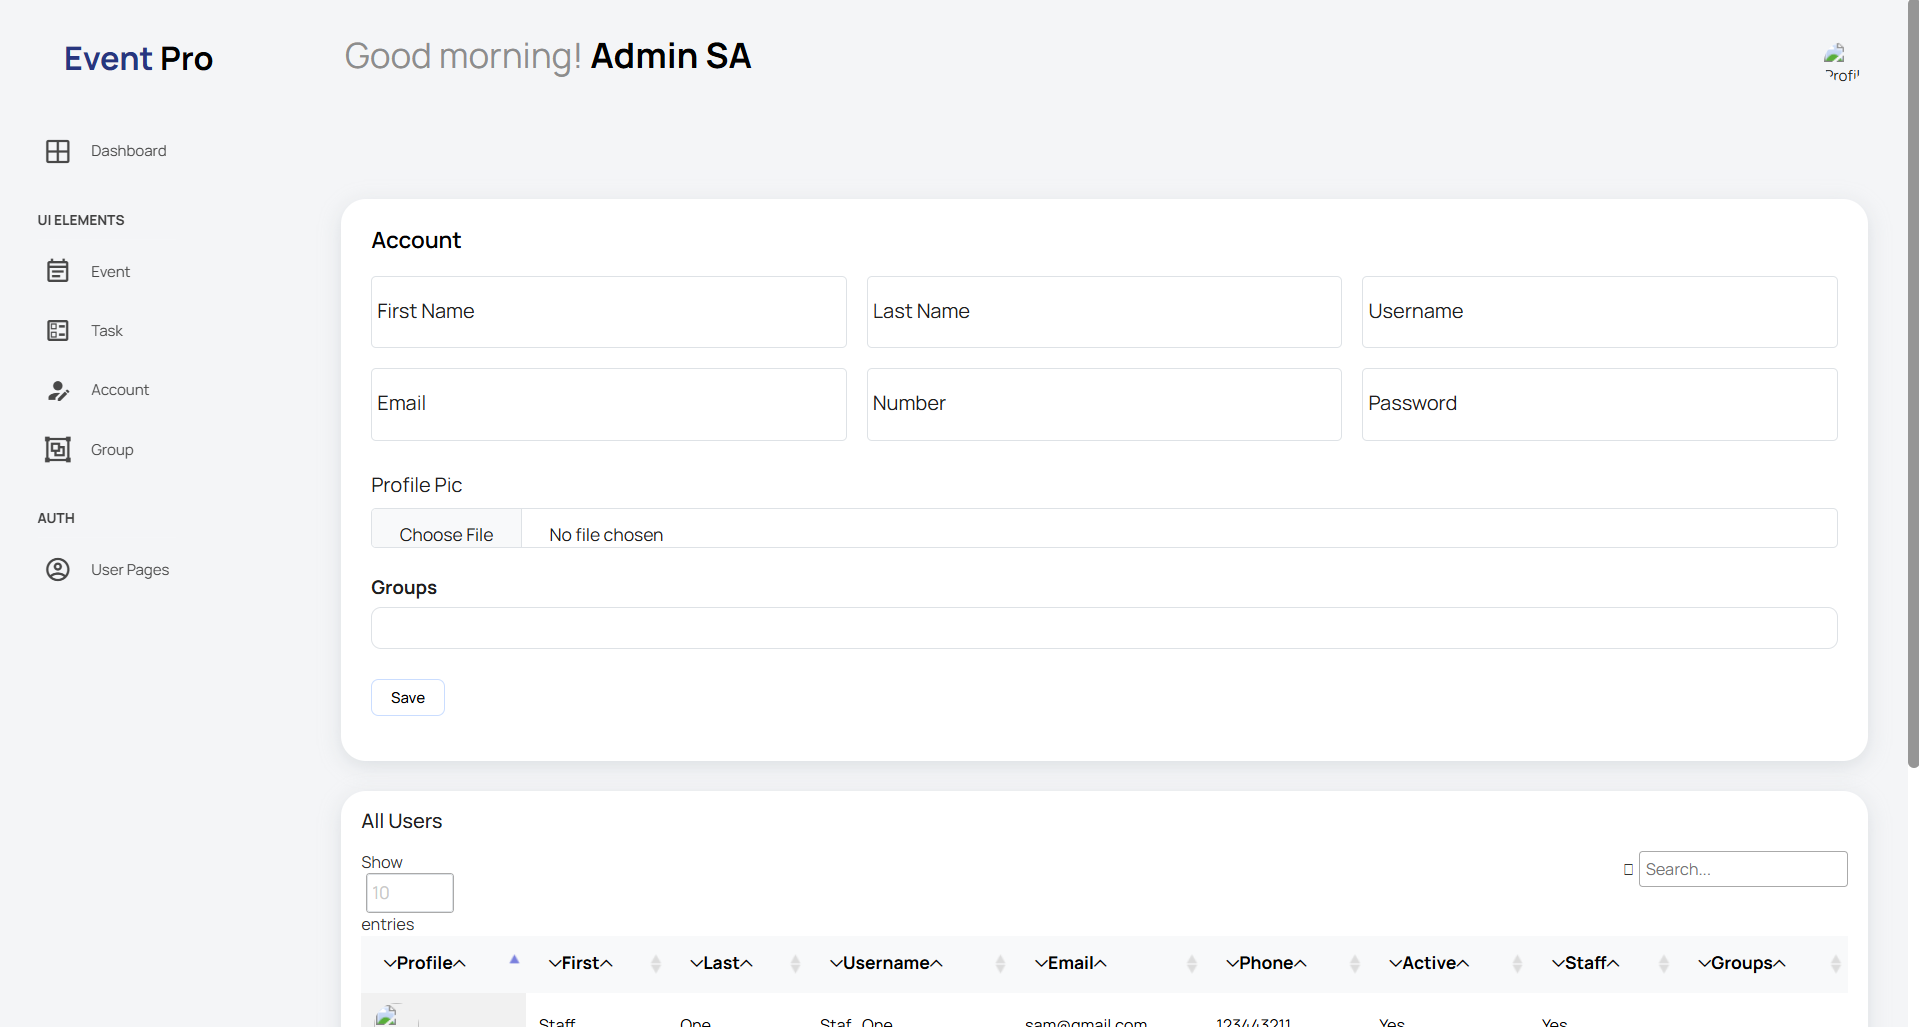 Event Pro
Good morning! Admin SA
Profil
Dashboard
UI ELEMENTS
Event
Task
Account
Group
AUTH
User Pages
Account
First Name
Last Name
Username
Email
Number
Password
Profile Pic
Choose File No file chosen
Groups
Save
All Users
Show
10
entries
Search...
Profile First Last Username Email Phone Active Staff Groups
Staff One Staf_One sam@gmail.com 123443211 Yes Yes